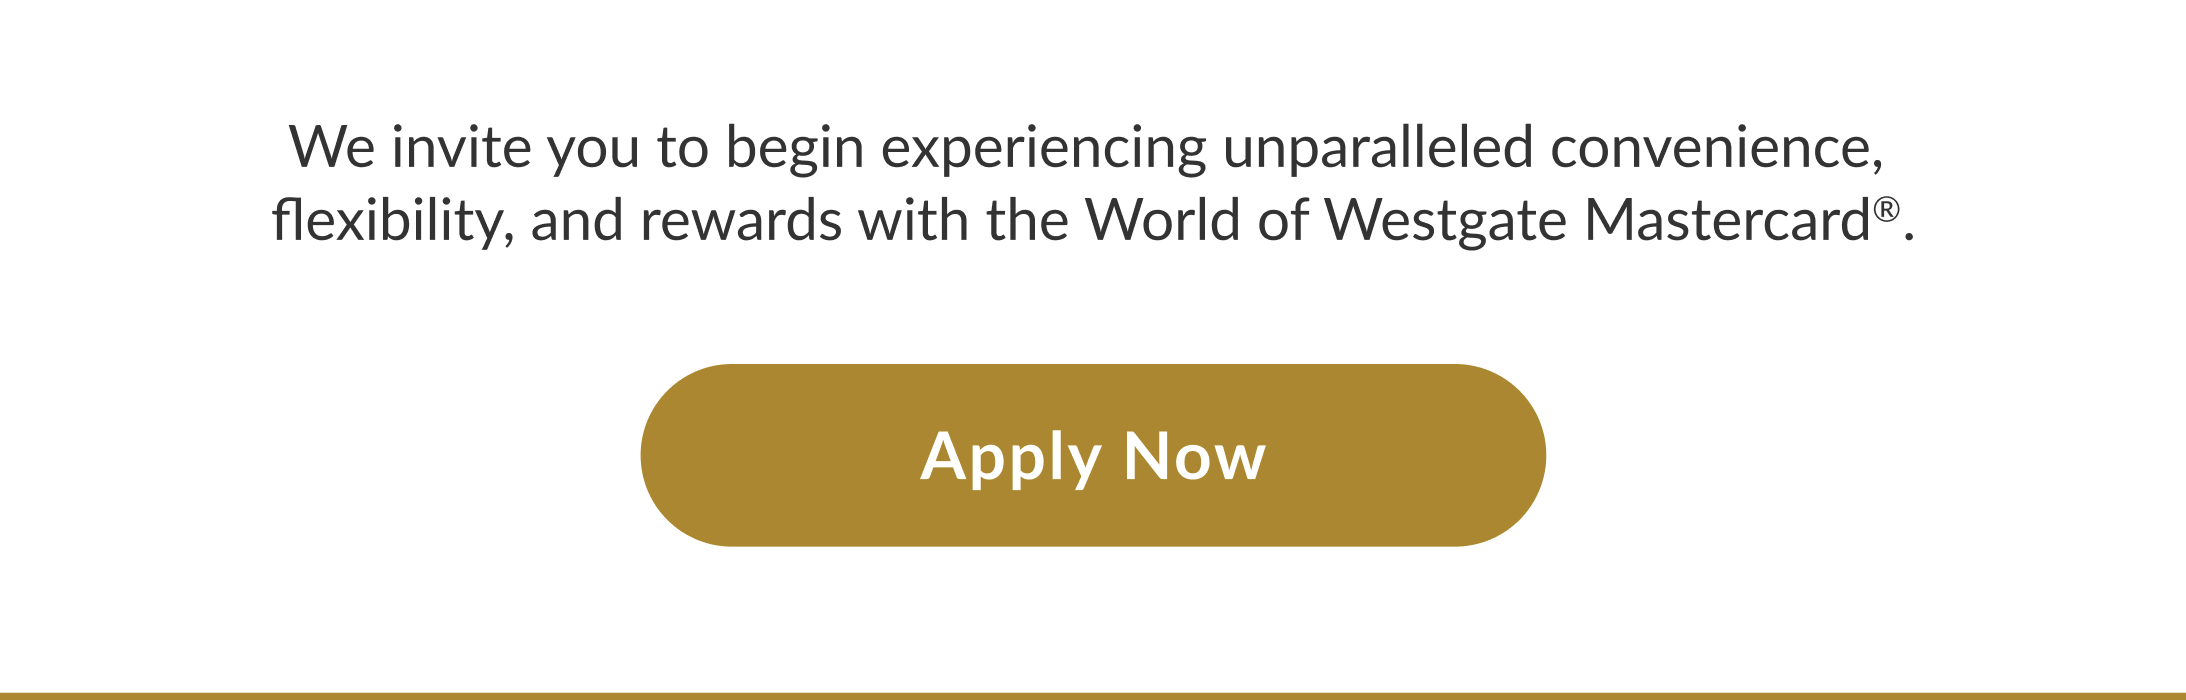 We invite you to begin experiencing unparalleled convenience,
flexibility, and rewards with the World of Westgate Mastercard®.
Apply Now